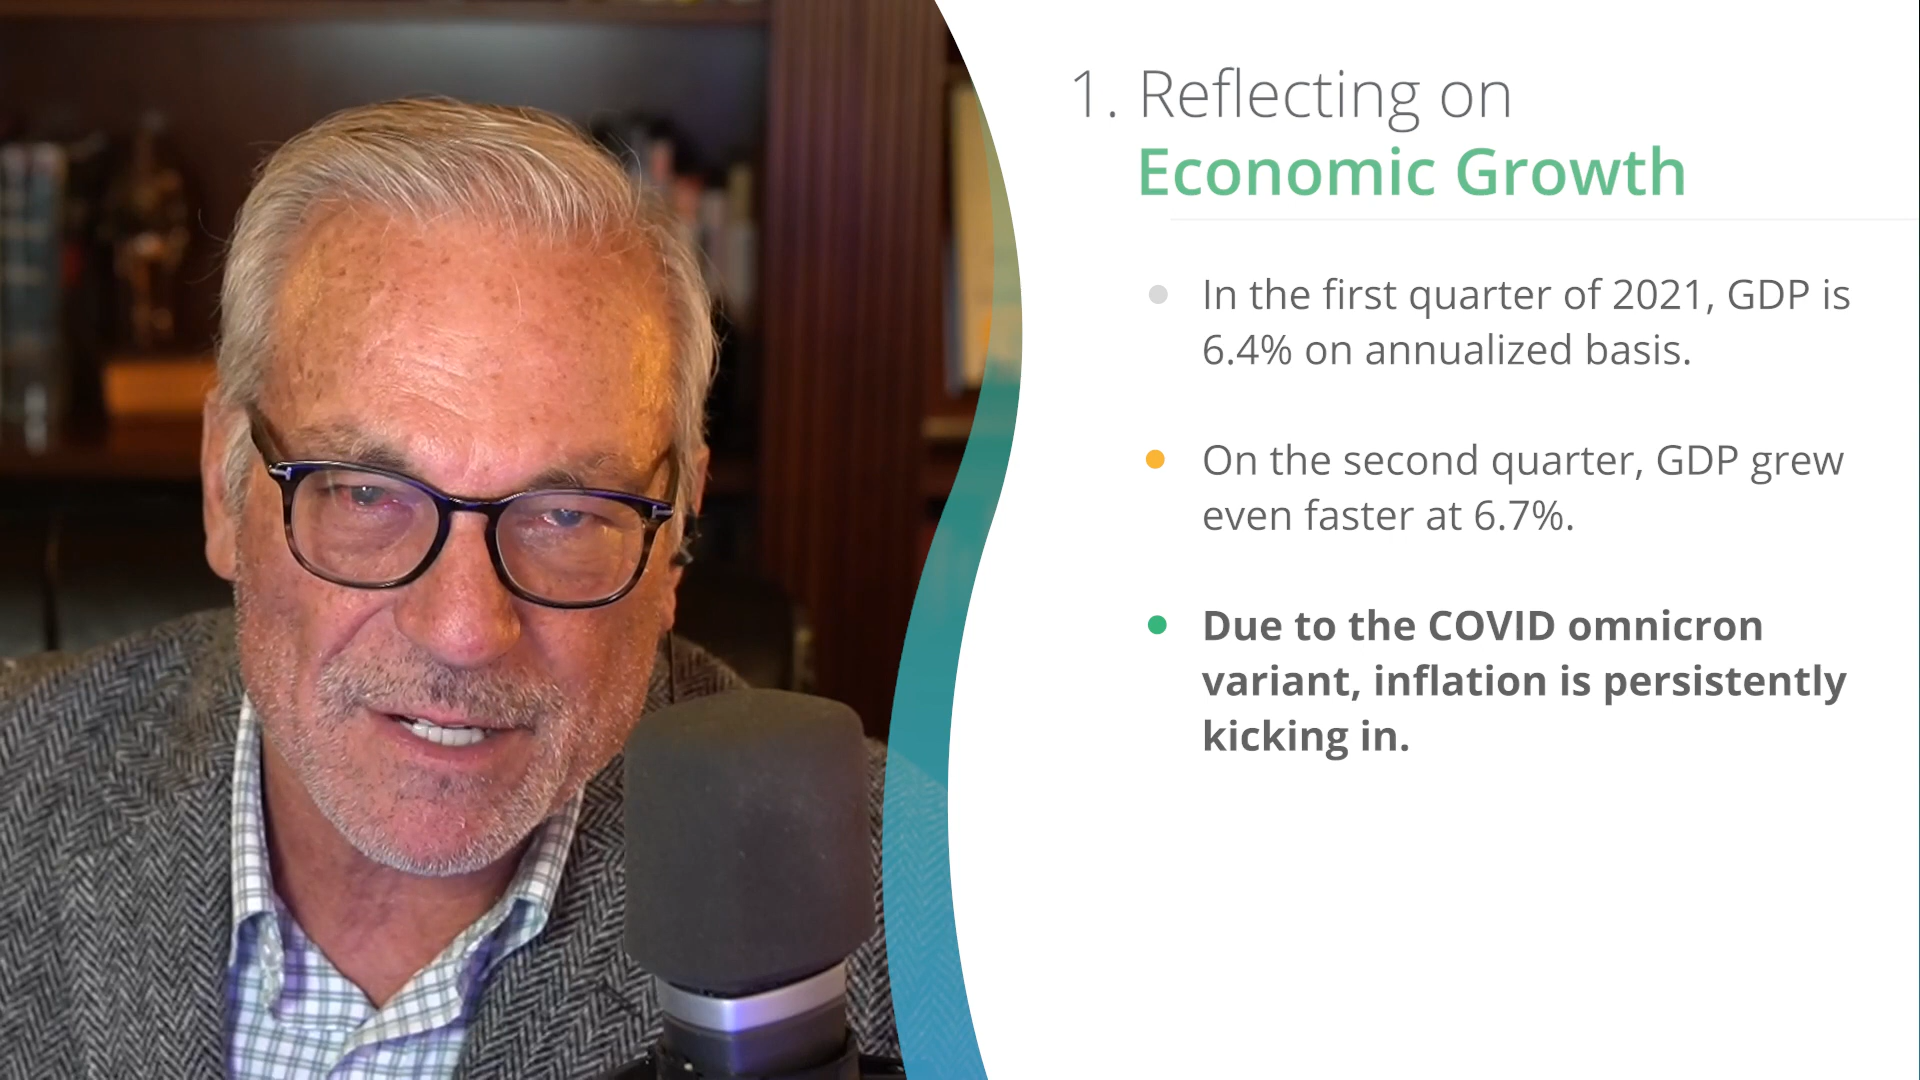 1. Reflecting on
Economic Growth
In the first quarter of 2021, GDP is
6.4% on annualized basis.
On the second quarter, GDP grew
even faster at 6.7%.
Due to the COVID omnicron
variant, inflation is persistently
kicking in.